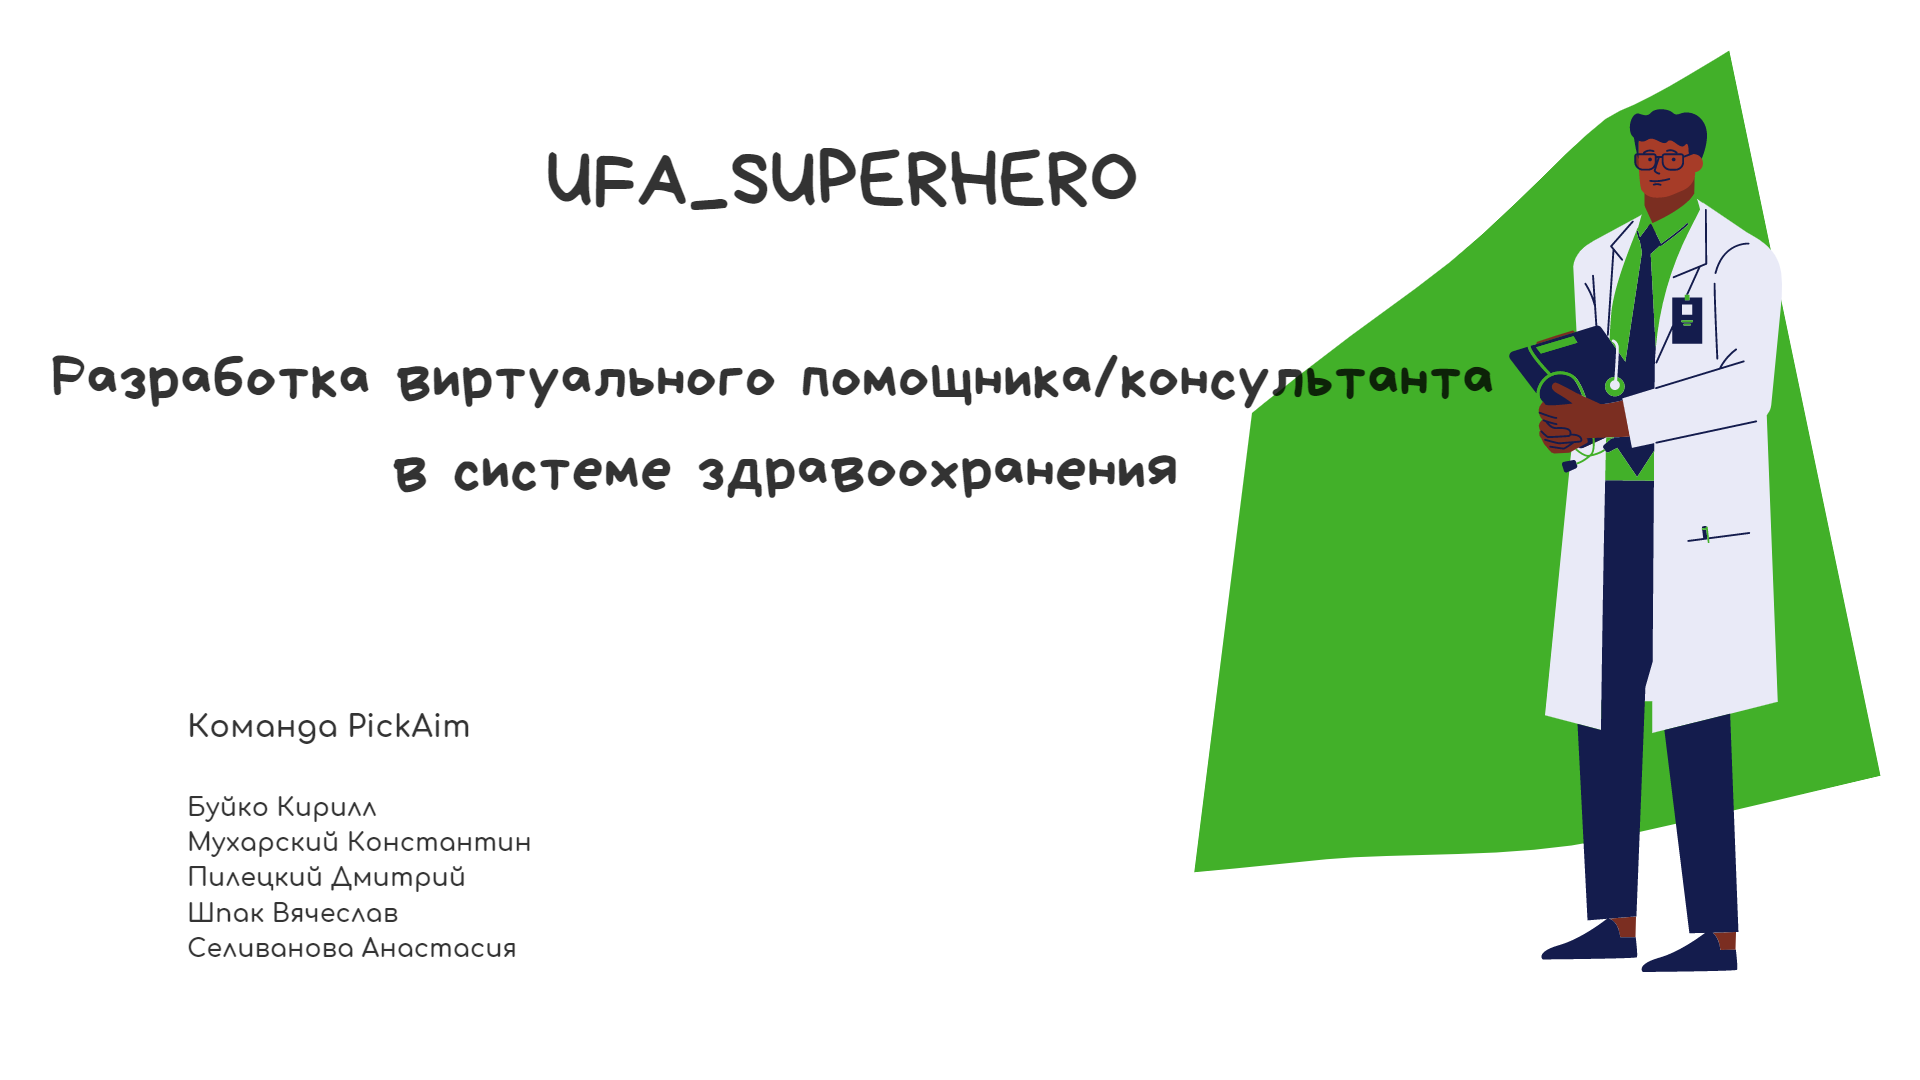 UFA_SUPERHERO
Разработка виртуального помощника/консультанта
в системе здравоохранения
Команда PickAim
Буйко Кирилл
Мухарский Константин
Пилецкий Дмитрий
Шпак Вячеслав
Селиванова Анастасия